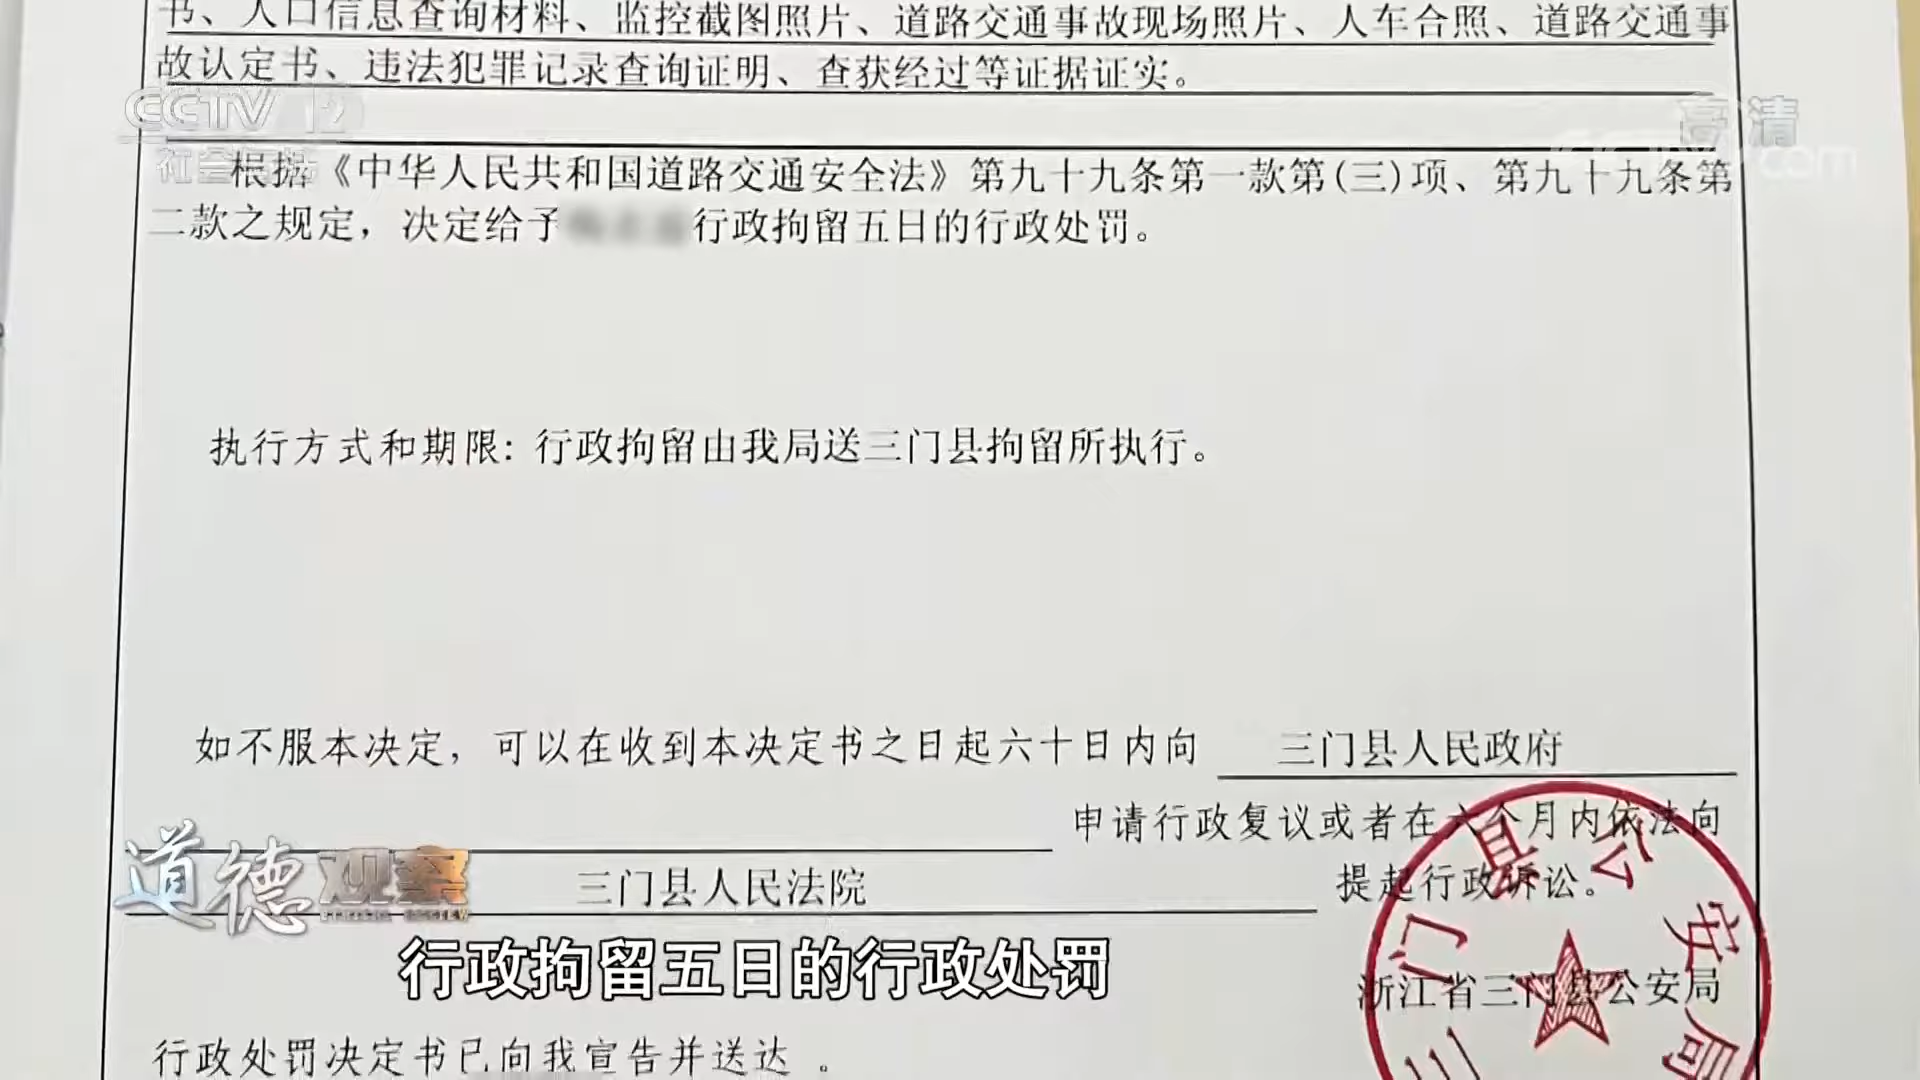 书、人口信息查询材料、监控截图照片、道路交通事故现场照片、人车合照、道路交通事
故认定书、违法犯罪记录查询证明、查获经过等证据证实。
CCTV 12
高清
社会与法
根据《中华人民共和国道路交通安全法》第九十九条第一款第(三)项、第九十九条第
二款之规定，决定给予 行政拘留五日的行政处罚。
执行方式和期限: 行政拘留由我局送三门县拘留所执行。
如不服本决定，可以在收到本决定书之日起六十日内向 三门县人民政府
申请行政复议或者在六个月内依法向
三门县人民法院 提起行政诉讼。
道德观察
行政拘留五日的行政处罚
浙江省三门县公安局
三门县公安局
行政处罚决定书已向我宣告并送达 。